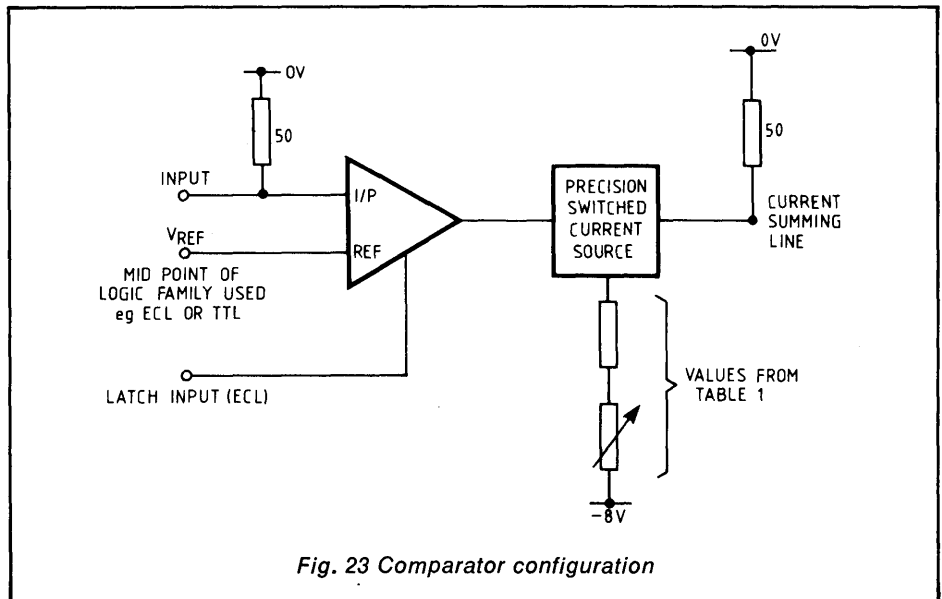 0V
0V
50
50
INPUT
I/P
PRECISION
SWITCHED
CURRENT
SOURCE
CURRENT
SUMMING
LINE
VREF
REF
MID POINT OF
LOGIC FAMILY USED
eg ECL OR TTL
LATCH INPUT (ECL)
VALUES FROM
TABLE 1
-8V
Fig. 23 Comparator configuration